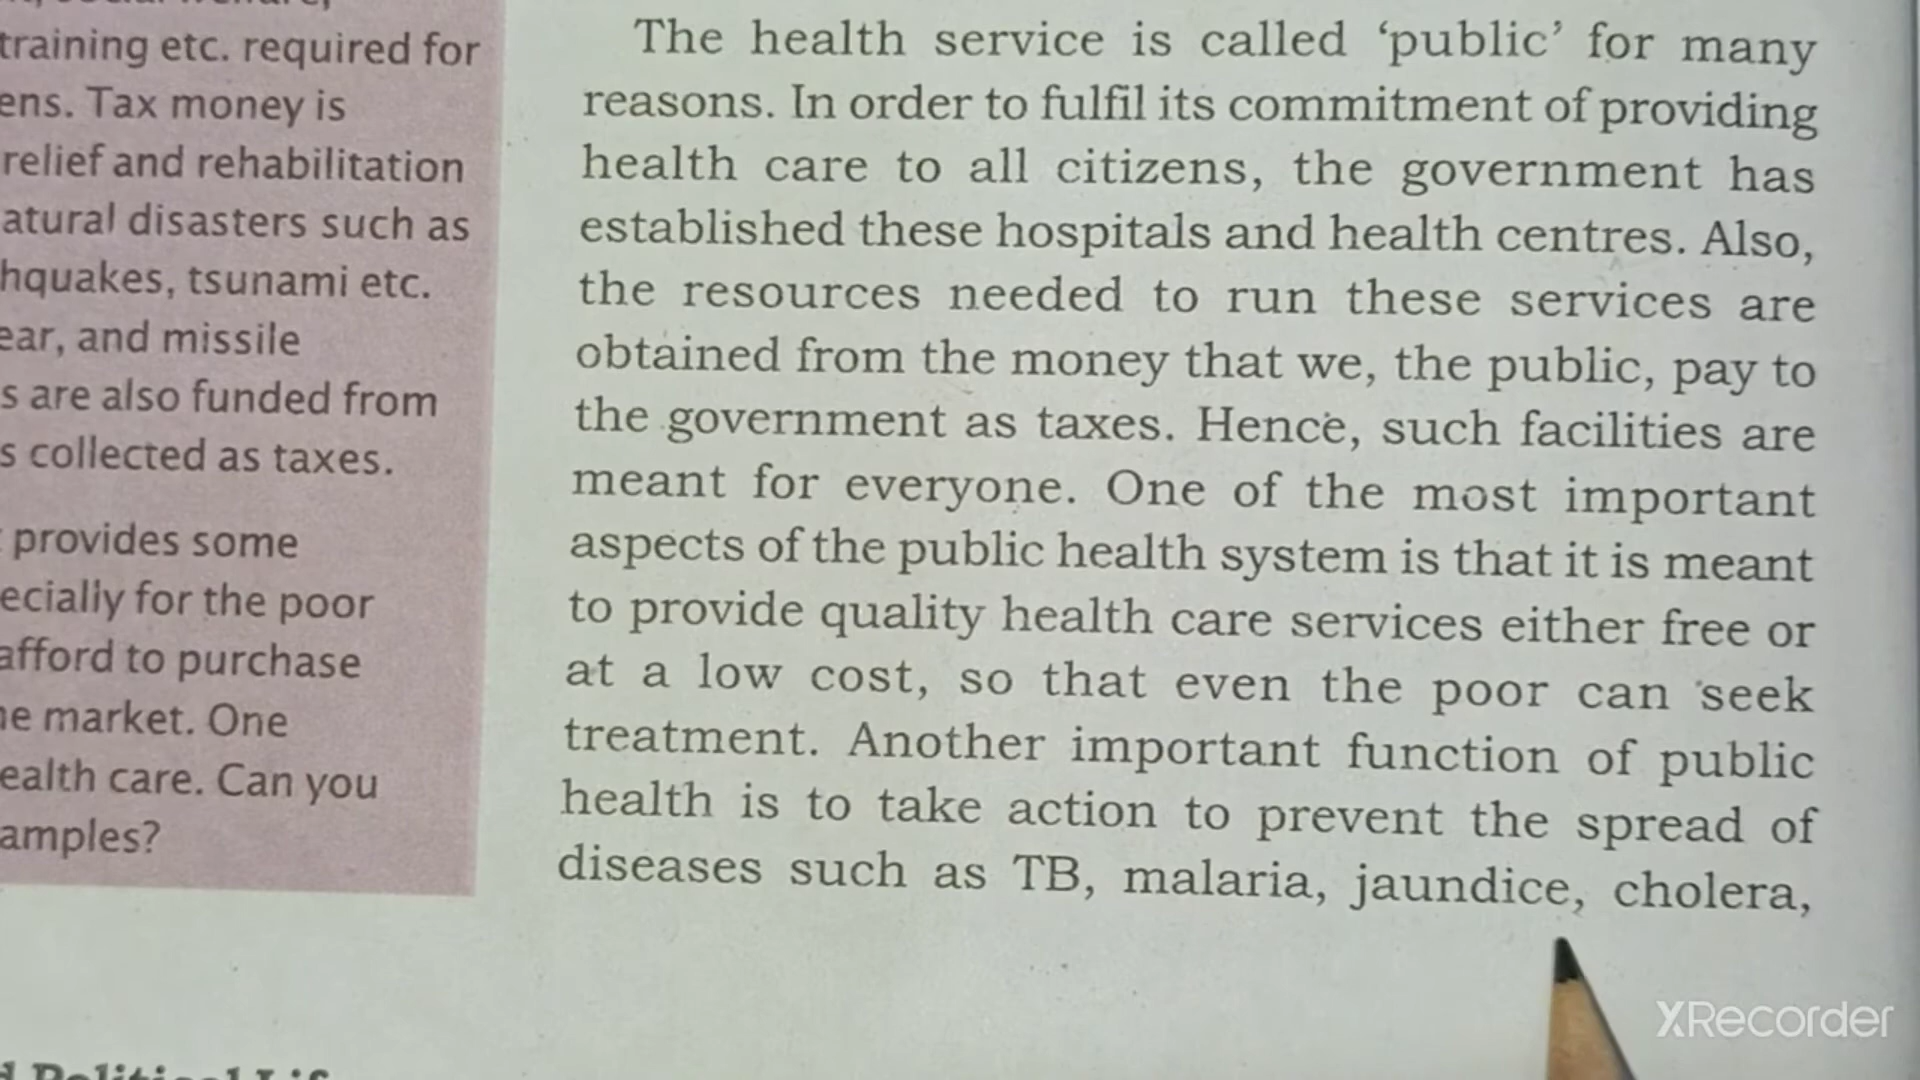 training etc. required for
ens. Tax money is
relief and rehabilitation
atural disasters such as
hquakes, tsunami etc.
ear, and missile
s are also funded from
s collected as taxes.
provides some
ecially for the poor
afford to purchase
he market. One
ealth care. Can you
amples?
The health service is called ‘public’ for many
reasons. In order to fulfil its commitment of providing
health care to all citizens, the government has
established these hospitals and health centres. Also,
the resources needed to run these services are
obtained from the money that we, the public, pay to
the government as taxes. Hence, such facilities are
meant for everyone. One of the most important
aspects of the public health system is that it is meant
to provide quality health care services either free or
at a low cost, so that even the poor can seek
treatment. Another important function of public
health is to take action to prevent the spread of
diseases such as TB, malaria, jaundice, cholera,
XRecorder